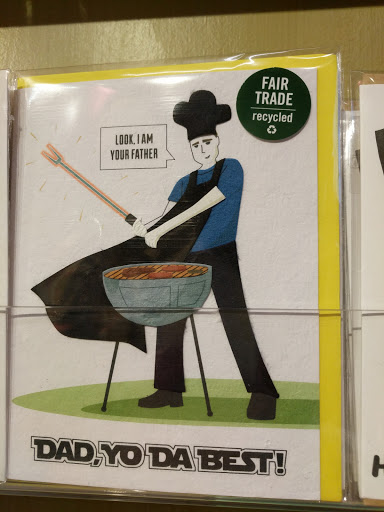 FAIR
TRADE
recycled
LOOK, I AM
YOUR FATHER
DAD, YO DA BEST!